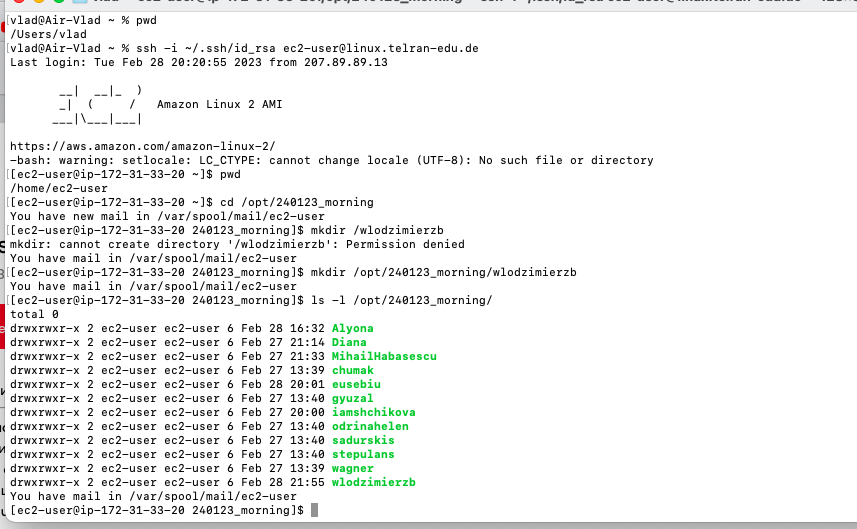 vlad@Air-Vlad ~ % pwd
/Users/vlad
vlad@Air-Vlad ~ % ssh -i ~/.ssh/id_rsa ec2-user@linux.telran-edu.de
Last login: Tue Feb 28 20:20:55 2023 from 207.89.89.13
       __|  __|_  )
       _|  (     /   Amazon Linux 2 AMI
      ___|\___|___|
https://aws.amazon.com/amazon-linux-2/
-bash: warning: setlocale: LC_CTYPE: cannot change locale (UTF-8): No such file or directory
[[ec2-user@ip-172-31-33-20 ~]$ pwd
/home/ec2-user
[[ec2-user@ip-172-31-33-20 ~]$ cd /opt/240123_morning
You have new mail in /var/spool/mail/ec2-user
[[ec2-user@ip-172-31-33-20 240123_morning]$ mkdir /wlodzimierzb
mkdir: cannot create directory '/wlodzimierzb': Permission denied
You have mail in /var/spool/mail/ec2-user
[[ec2-user@ip-172-31-33-20 240123_morning]$ mkdir /opt/240123_morning/wlodzimierzb
You have mail in /var/spool/mail/ec2-user
[[ec2-user@ip-172-31-33-20 240123_morning]$ ls -l /opt/240123_morning/
total 0
drwxrwxr-x 2 ec2-user ec2-user 6 Feb 28 16:32 Alyona
drwxrwxr-x 2 ec2-user ec2-user 6 Feb 27 21:14 Diana
drwxrwxr-x 2 ec2-user ec2-user 6 Feb 27 21:33 MihailHabasescu
drwxrwxr-x 2 ec2-user ec2-user 6 Feb 27 13:39 chumak
drwxrwxr-x 2 ec2-user ec2-user 6 Feb 28 20:01 eusebiu
drwxrwxr-x 2 ec2-user ec2-user 6 Feb 27 13:40 gyuzal
drwxrwxr-x 2 ec2-user ec2-user 6 Feb 27 20:00 iamshchikova
drwxrwxr-x 2 ec2-user ec2-user 6 Feb 27 13:40 odrinahelen
drwxrwxr-x 2 ec2-user ec2-user 6 Feb 27 13:40 sadurskis
drwxrwxr-x 2 ec2-user ec2-user 6 Feb 27 13:40 stepulans
drwxrwxr-x 2 ec2-user ec2-user 6 Feb 27 13:39 wagner
drwxrwxr-x 2 ec2-user ec2-user 6 Feb 28 21:55 wlodzimierzb
You have mail in /var/spool/mail/ec2-user
[ec2-user@ip-172-31-33-20 240123_morning]$